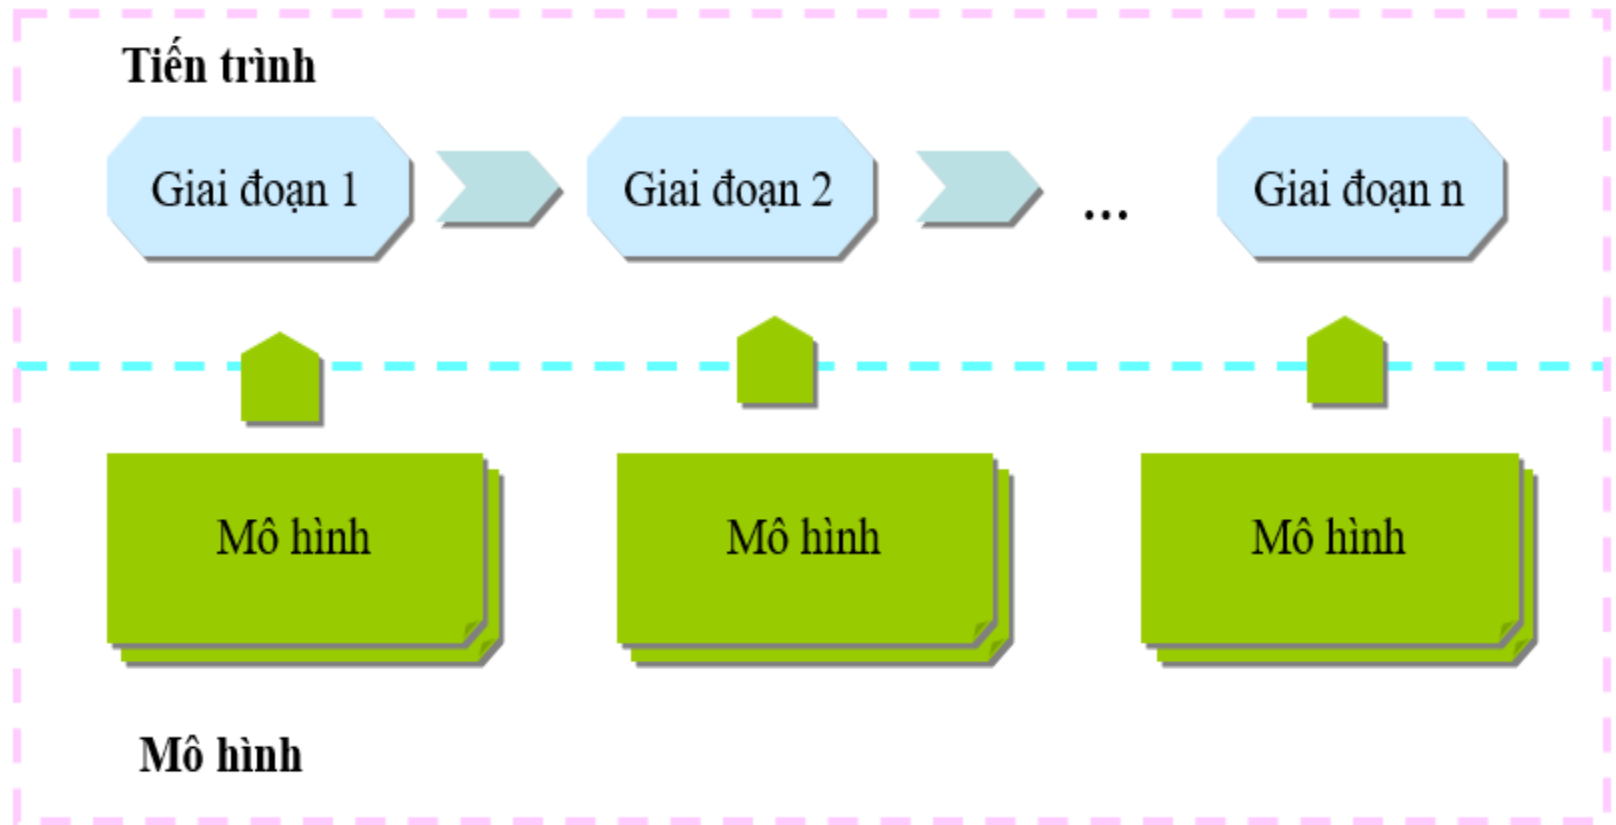 Tiến trình
Giai đoạn 1
Giai đoạn 2
...
Giai đoạn n
Mô hình
Mô hình
Mô hình
Mô hình